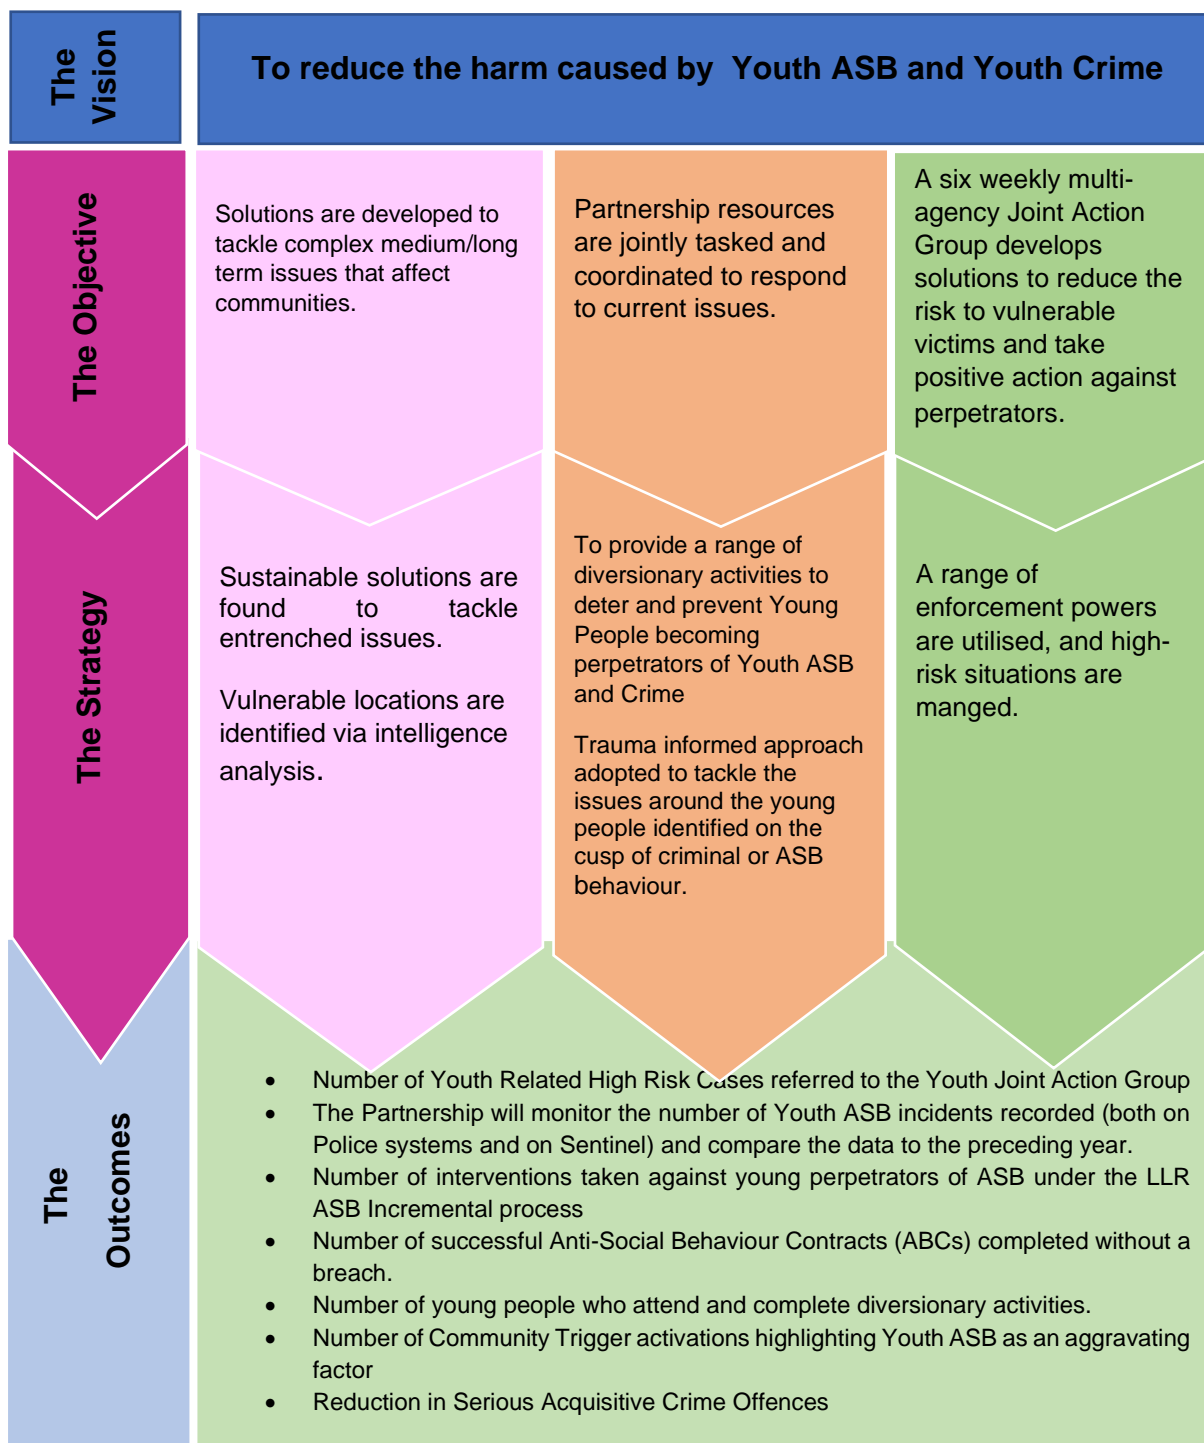 The
Vision
To reduce the harm caused by Youth ASB and Youth Crime
The Objective
Solutions are developed to
tackle complex medium/long
term issues that affect
communities.
Partnership resources
are jointly tasked and
coordinated to respond
to current issues.
A six weekly multi-
agency Joint Action
Group develops
solutions to reduce the
risk to vulnerable
victims and take
positive action against
perpetrators.
The Strategy
Sustainable solutions are
found to tackle
entrenched issues.
Vulnerable locations are
identified via intelligence
analysis.
To provide a range of
diversionary activities to
deter and prevent Young
People becoming
perpetrators of Youth ASB
and Crime
Trauma informed approach
adopted to tackle the
issues around the young
people identified on the
cusp of criminal or ASB
behaviour.
A range of
enforcement powers
are utilised, and high-
risk situations are
manged.
The
Outcomes
• Number of Youth Related High Risk Cases referred to the Youth Joint Action Group
• The Partnership will monitor the number of Youth ASB incidents recorded (both on
Police systems and on Sentinel) and compare the data to the preceding year.
• Number of interventions taken against young perpetrators of ASB under the LLR
ASB Incremental process
• Number of successful Anti-Social Behaviour Contracts (ABCs) completed without a
breach.
• Number of young people who attend and complete diversionary activities.
• Number of Community Trigger activations highlighting Youth ASB as an aggravating
factor
• Reduction in Serious Acquisitive Crime Offences